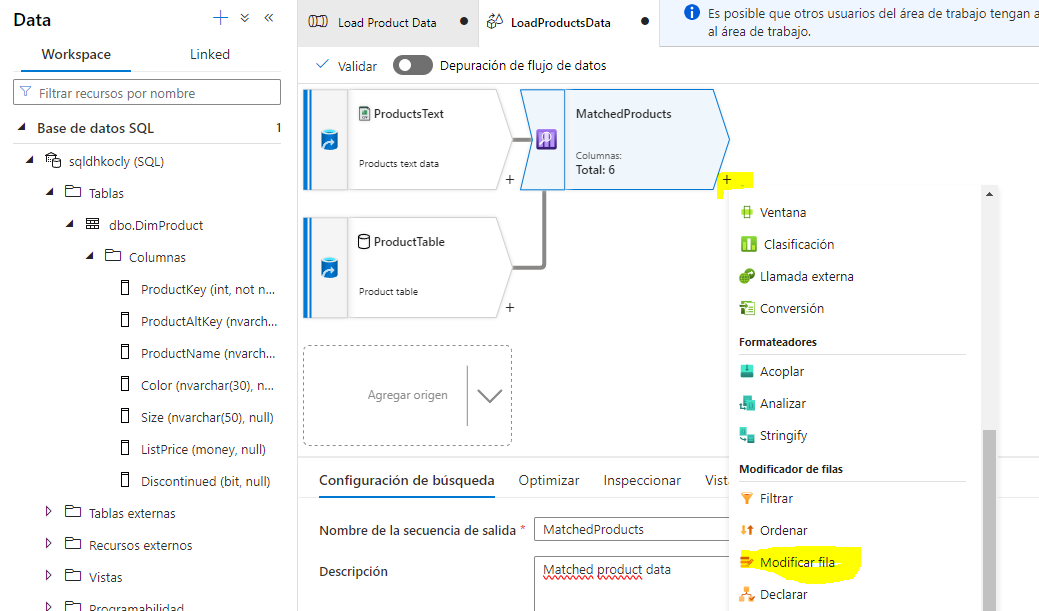 Data
Workspace
Linked
Filtrar recursos por nombre
Base de datos SQL 1
sqldhkocly (SQL)
Tablas
dbo.DimProduct
Columnas
ProductKey (int, not n...
ProductAltKey (nvarch...
ProductName (nvarch...
Color (nvarchar(30), n...
Size (nvarchar(50), null)
ListPrice (money, null)
Discontinued (bit, null)
Tablas externas
Recursos externos
Vistas
Programabilidad
Load Product Data
LoadProductsData
Es posible que otros usuarios del área de trabajo tengan a
al área de trabajo.
Validar
Depuración de flujo de datos
ProductsText
Products text data
MatchedProducts
Columnas:
Total: 6
+
+
ProductTable
Product table
+
Agregar origen
Ventana
Clasificación
Llamada externa
Conversión
Formateadores
Acoplar
Analizar
Stringify
Modificador de filas
Filtrar
Ordenar
Modificar fila
Declarar
Configuración de búsqueda
Optimizar
Inspeccionar
Vist
Nombre de la secuencia de salida *
MatchedProducts
Descripción
Matched product data